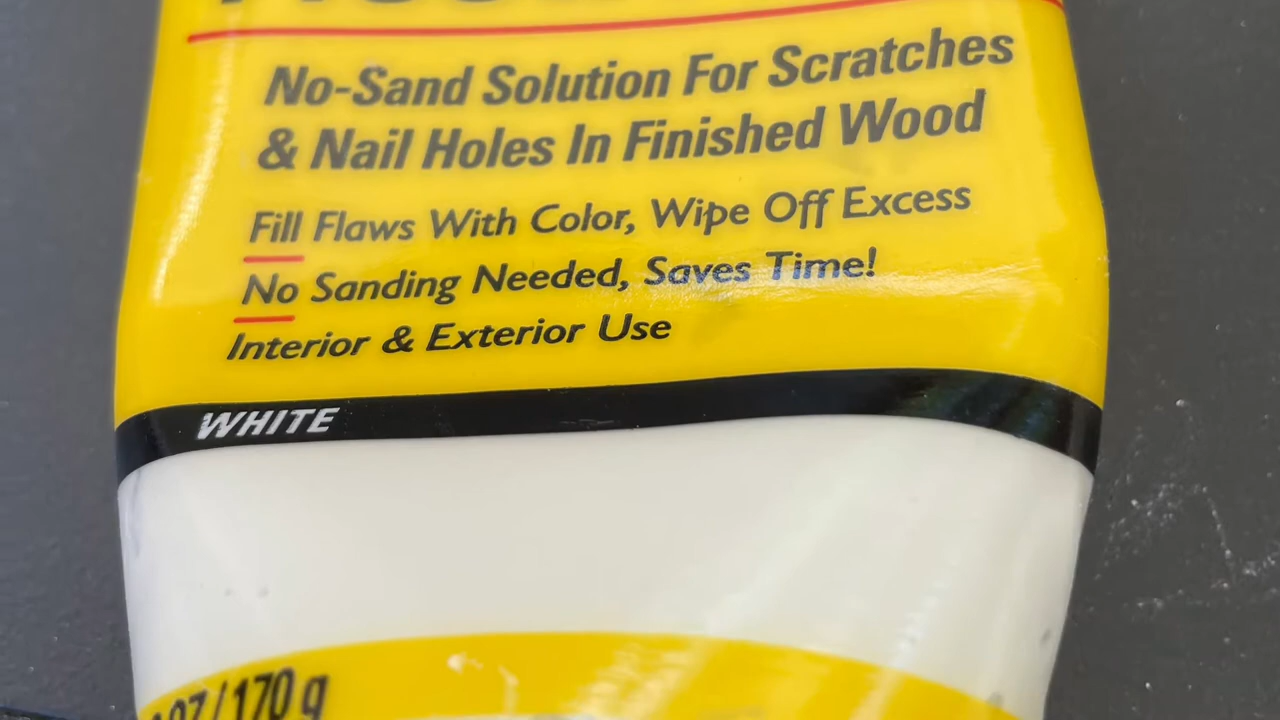 No-Sand Solution For Scratches
& Nail Holes In Finished Wood
Fill Flaws With Color, Wipe Off Excess
No Sanding Needed, Saves Time!
Interior & Exterior Use
WHITE
170 g